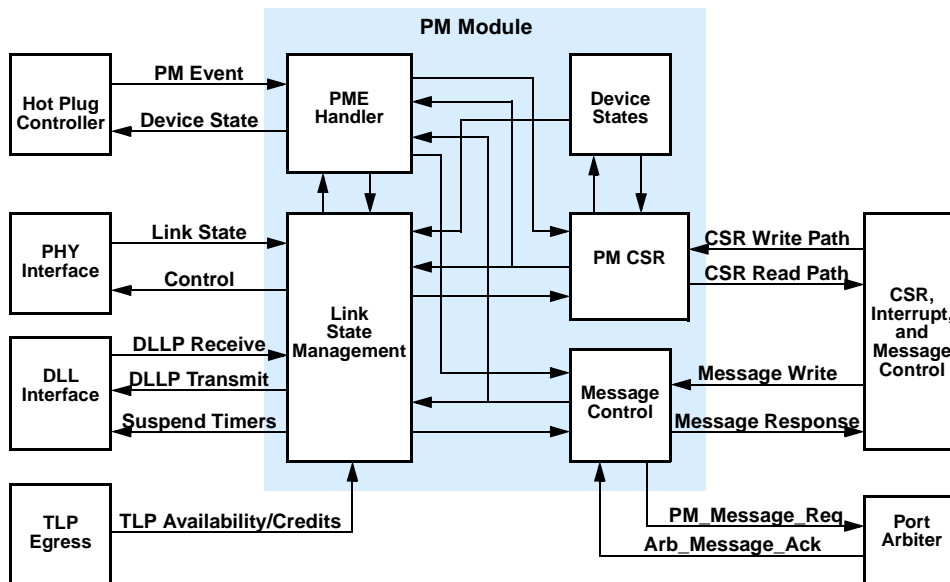 PM Module
Hot Plug
Controller
PM Event
Device State
PME
Handler
Device
States
PHY
Interface
Link State
Control
Link
State
Management
PM CSR
CSR Write Path
CSR Read Path
CSR,
Interrupt,
and
Message
Control
DLL
Interface
DLLP Receive
DLLP Transmit
Suspend Timers
Message
Control
Message Write
Message Response
TLP
Egress
TLP Availability/Credits
PM_Message_Req
Arb_Message_Ack
Port
Arbiter